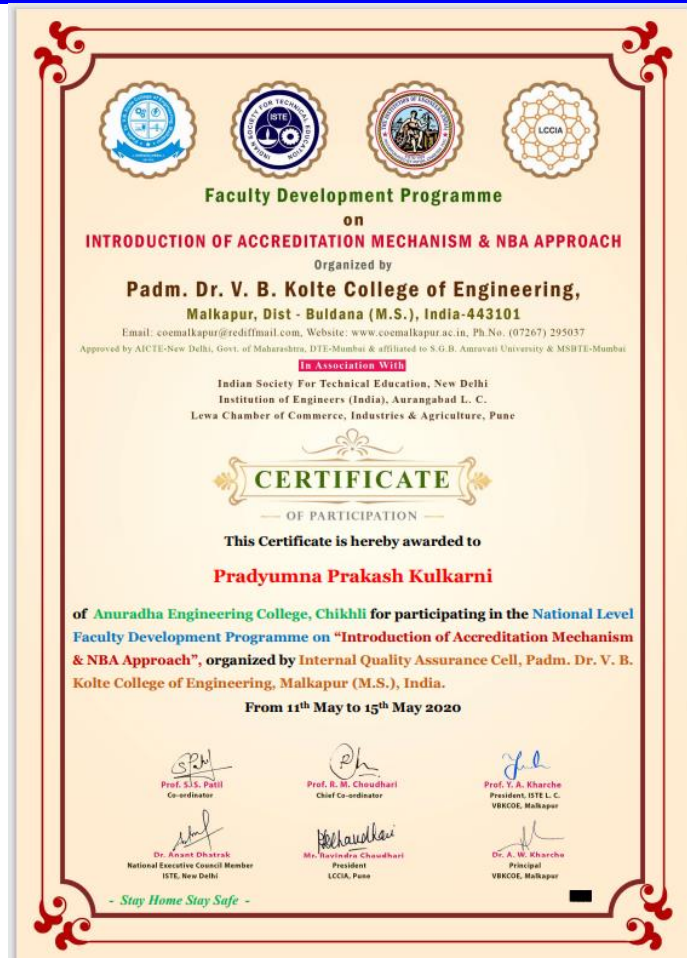 INDIAN SOCIETY FOR TECHNICAL EDUCATION
ISTE
LCCIA
Faculty Development Programme
on
INTRODUCTION OF ACCREDITATION MECHANISM & NBA APPROACH
Organized by
Padm. Dr. V. B. Kolte College of Engineering,
Malkapur, Dist - Buldana (M.S.), India-443101
Email: coemalkapur@rediffmail.com, Website: www.coemalkapur.ac.in, Ph.No. (07267) 295037
Approved by AICTE-New Delhi, Govt. of Maharashtra, DTE-Mumbai & affiliated to S.G.B. Amravati University & MSBTE-Mumbai
In Association With
Indian Society For Technical Education, New Delhi
Institution of Engineers (India), Aurangabad L. C.
Lewa Chamber of Commerce, Industries & Agriculture, Pune
CERTIFICATE
OF PARTICIPATION
This Certificate is hereby awarded to
Pradyumna Prakash Kulkarni
of Anuradha Engineering College, Chikhli for participating in the National Level
Faculty Development Programme on "Introduction of Accreditation Mechanism
& NBA Approach", organized by Internal Quality Assurance Cell, Padm. Dr. V. B.
Kolte College of Engineering, Malkapur (M.S.), India.
From 11th May to 15th May 2020
Prof. S.S. Patil
Co-ordinator
Prof. R. M. Choudhari
Chief Co-ordinator
Prof. Y. A. Kharche
President, ISTE L. C.
VBKCOE, Malkapur
Dr. Anant Dhatrak
National Executive Council Member
ISTE, New Delhi
Mr. Ravindra Chaudhari
President
LCCIA, Pune
Dr. A. W. Kharche
Principal
VBKCOE, Malkapur
- Stay Home Stay Safe -